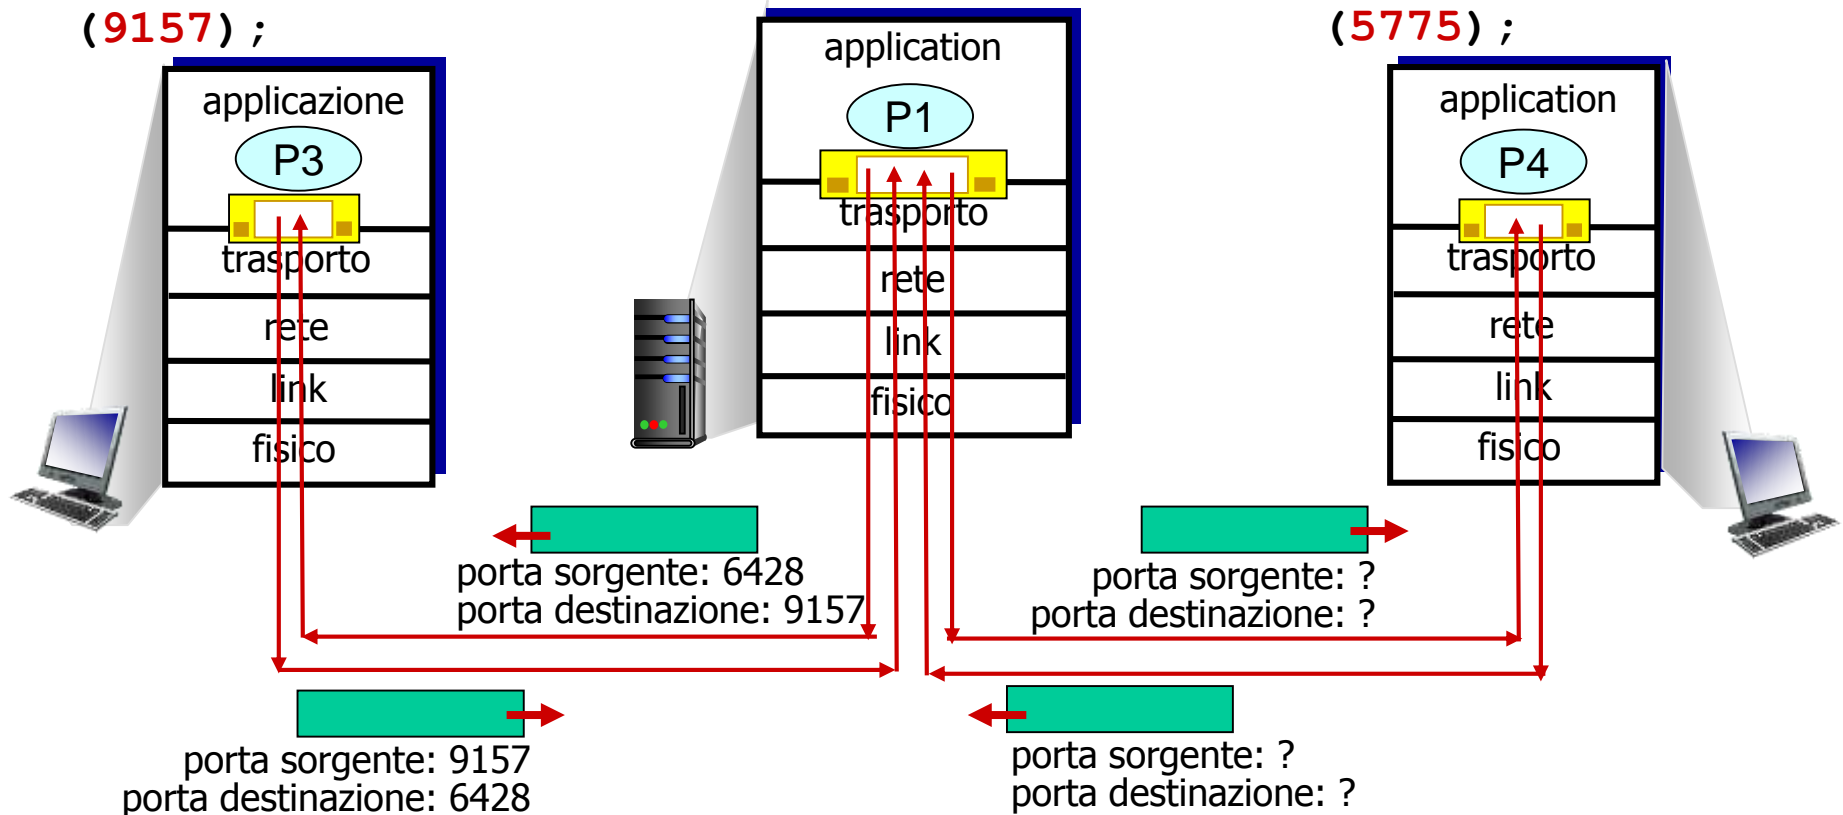 (9157);
applicazione
P3
trasporto
rete
link
fisico
application
P1
trasporto
rete
link
fisico
(5775);
application
P4
trasporto
rete
link
fisico
porta sorgente: 6428
porta destinazione: 9157
porta sorgente: ?
porta destinazione: ?
porta sorgente: 9157
porta destinazione: 6428
porta sorgente: ?
porta destinazione: ?